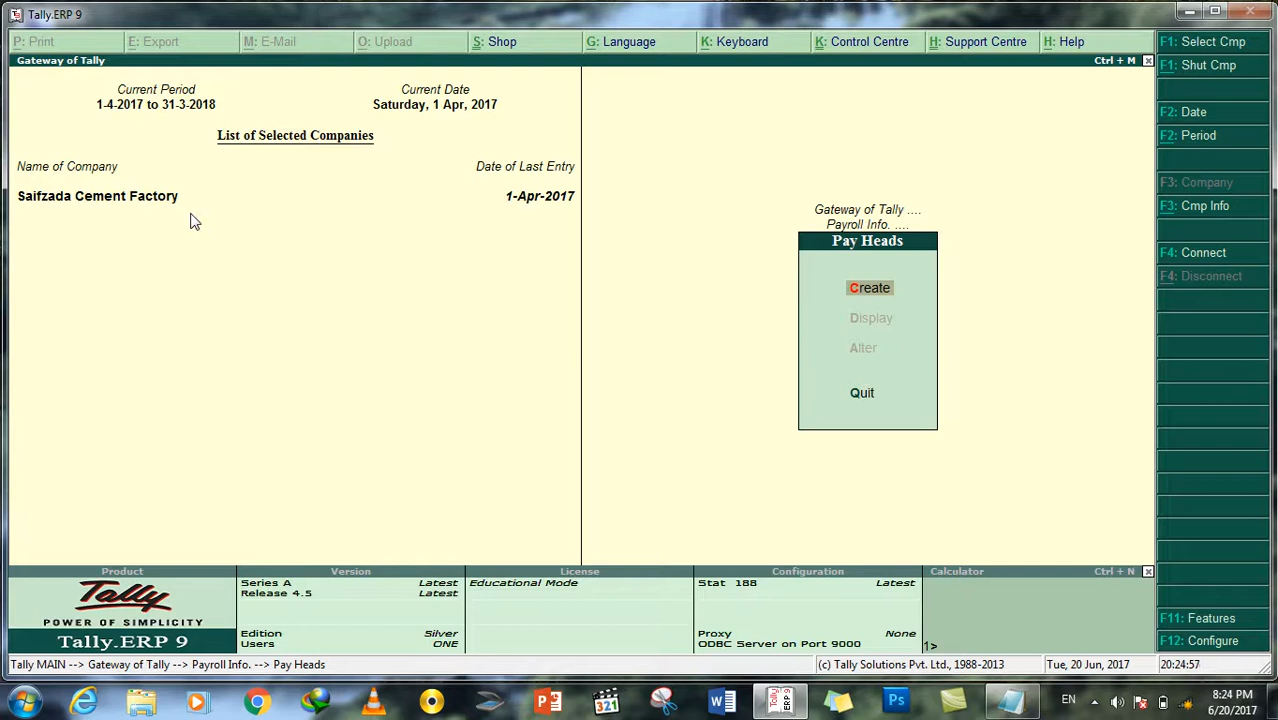 Tally.ERP 9
P: Print
E: Export
M: E-Mail
O: Upload
S: Shop
G: Language
K: Keyboard
K: Control Centre
H: Support Centre
H: Help
F1: Select Cmp
Gateway of Tally
Ctrl + M
F1: Shut Cmp
Current Period
1-4-2017 to 31-3-2018
Current Date
Saturday, 1 Apr, 2017
List of Selected Companies
Name of Company
Date of Last Entry
Saifzada Cement Factory
1-Apr-2017
F2: Date
F2: Period
F3: Company
F3: Cmp Info
F4: Connect
F4: Disconnect
Gateway of Tally ....
Payroll Info. ....
Pay Heads
Create
Display
Alter
Quit
Product
Version
License
Configuration
Calculator
Ctrl + N
Tally
POWER OF SIMPLICITY
Tally.ERP 9
Series A Latest
Release 4.5 Latest
Edition Silver
Users ONE
Educational Mode
Stat 188 Latest
Proxy None
ODBC Server on Port 9000
1>
F11: Features
F12: Configure
Tally MAIN --> Gateway of Tally --> Payroll Info. --> Pay Heads
(c) Tally Solutions Pvt. Ltd., 1988-2013
Tue, 20 Jun, 2017
20:24:57
321
Ps
EN
8:24 PM
6/20/2017